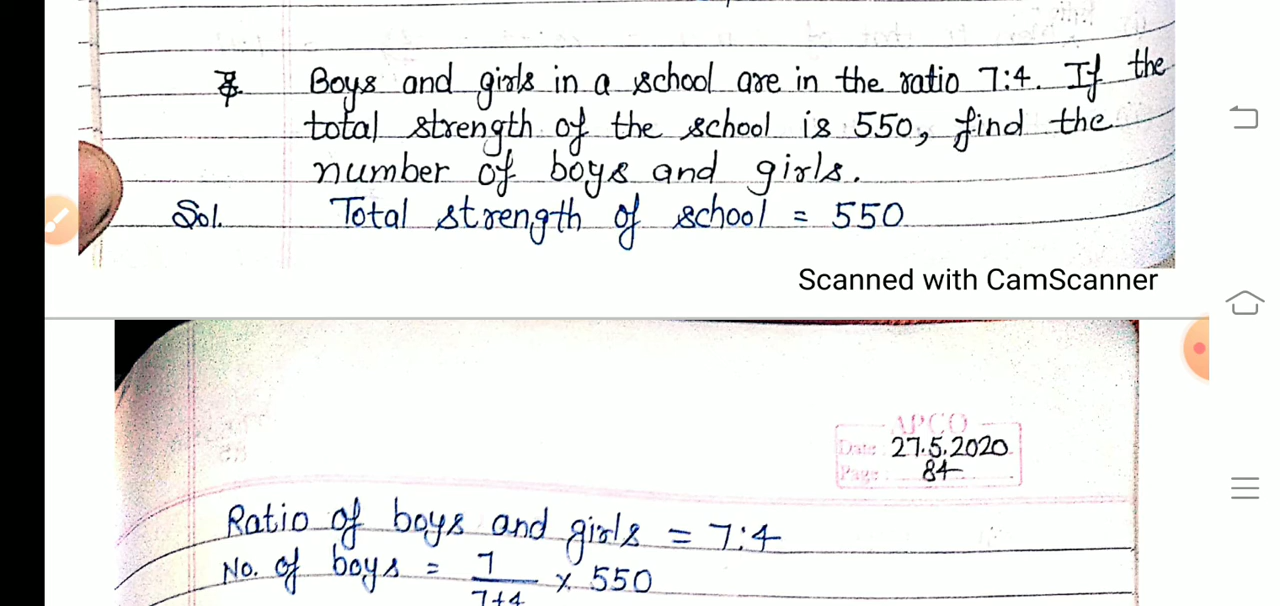 Boys and girls in a school are in the ratio 7:4. If the
total strength of the school is 550, find the
number of boys and girls.
Sol. Total strength of school = 550
Scanned with CamScanner
APCO
Date: 27.5.2020
Page: 84
Ratio of boys and girls = 7:4
No. of boys = 7/7+4 × 550